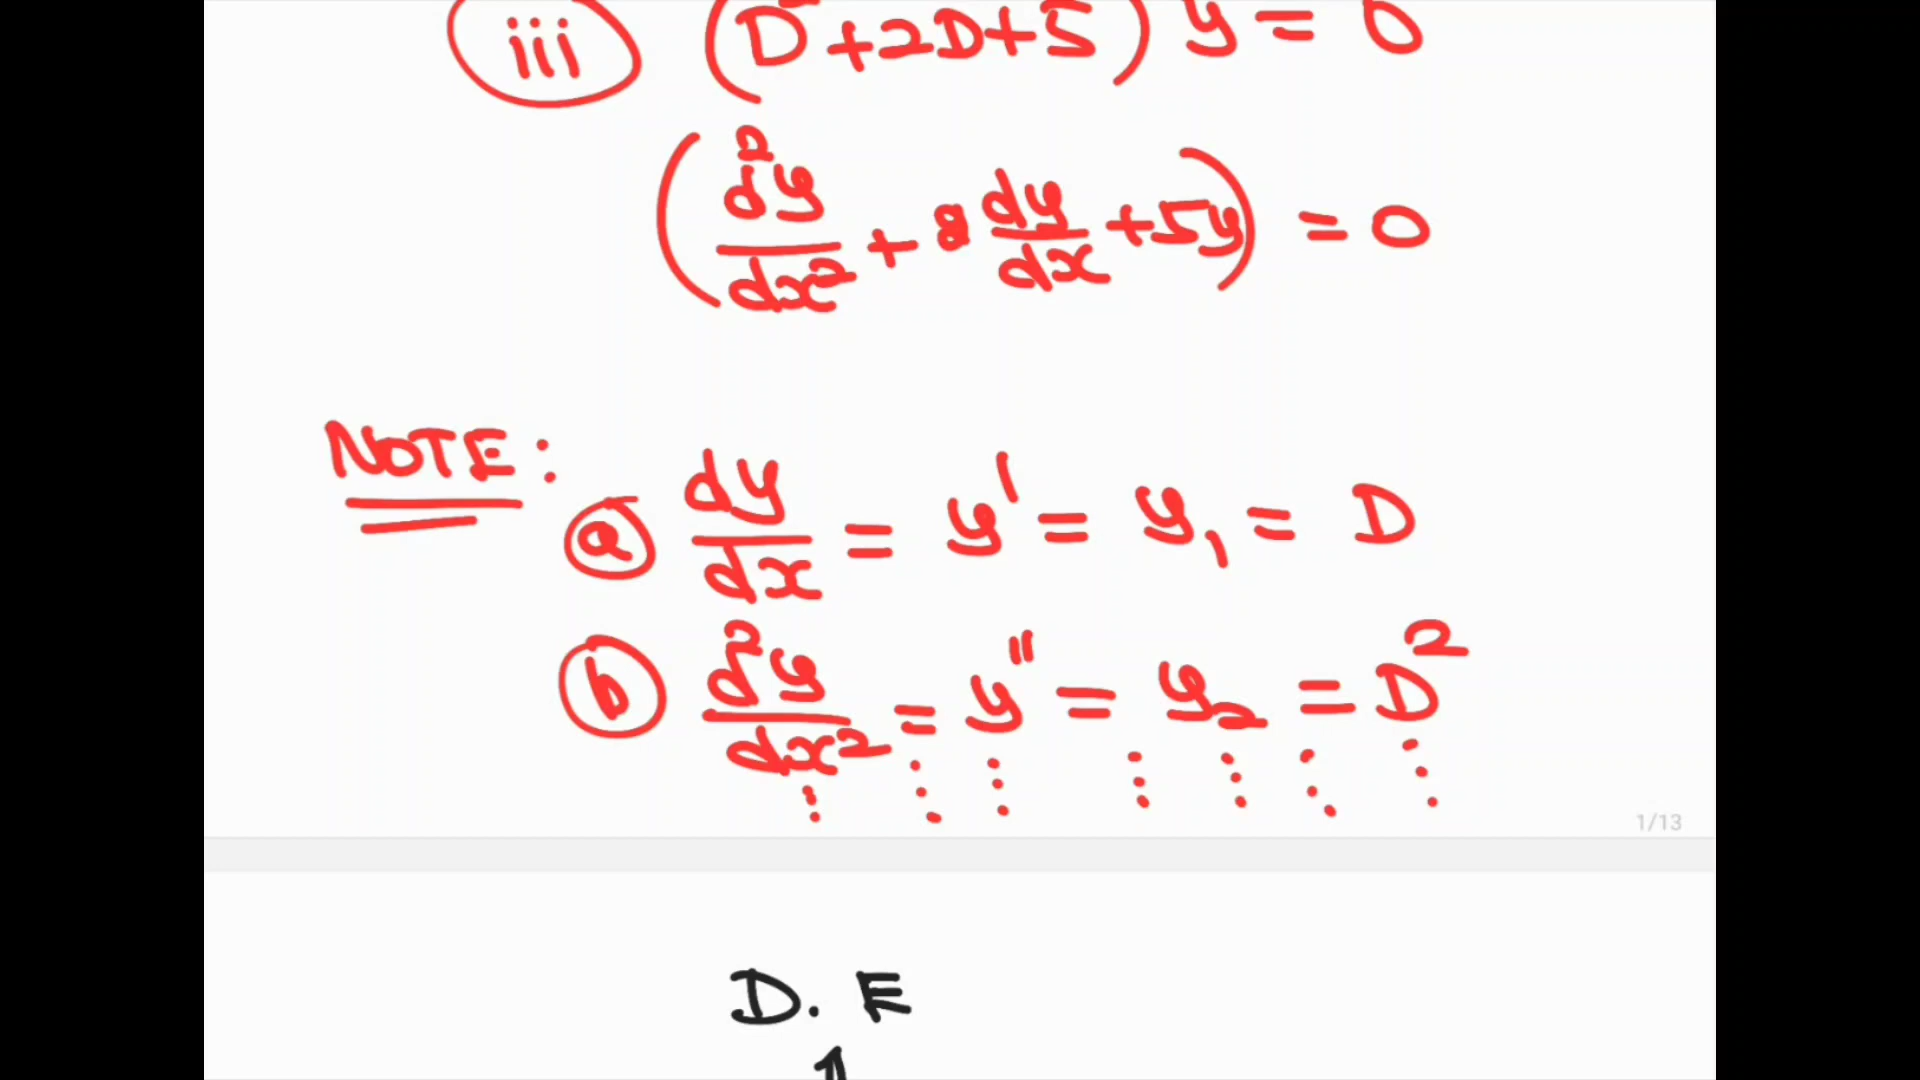 iii (D²+2D+5) y = 0
(d²y/dx² + 2 dy/dx + 5y) = 0
NOTE:
a dy/dx = y' = y₁ = D
b d²y/dx² = y" = y₂ = D²
1/13
D. E